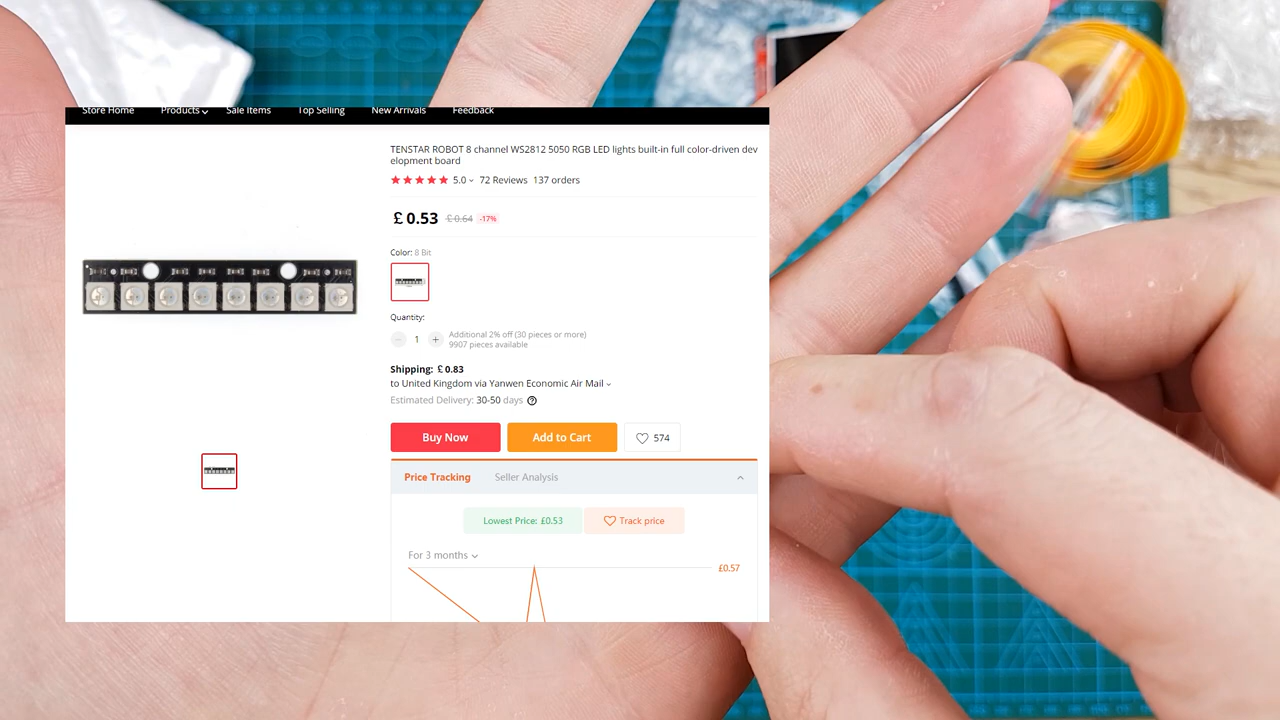 Store Home Products Sale Items Top Selling New Arrivals Feedback
TENSTAR ROBOT 8 channel WS2812 5050 RGB LED lights built-in full color-driven dev
elopment board
5.0 72 Reviews 137 orders
£ 0.53 £ 0.64 -17%
Color: 8 Bit
Quantity:
1
Additional 2% off (30 pieces or more)
9907 pieces available
Shipping: £ 0.83
to United Kingdom via Yanwen Economic Air Mail
Estimated Delivery: 30-50 days
Buy Now Add to Cart 574
Price Tracking Seller Analysis
Lowest Price: £0.53 Track price
For 3 months
£0.57